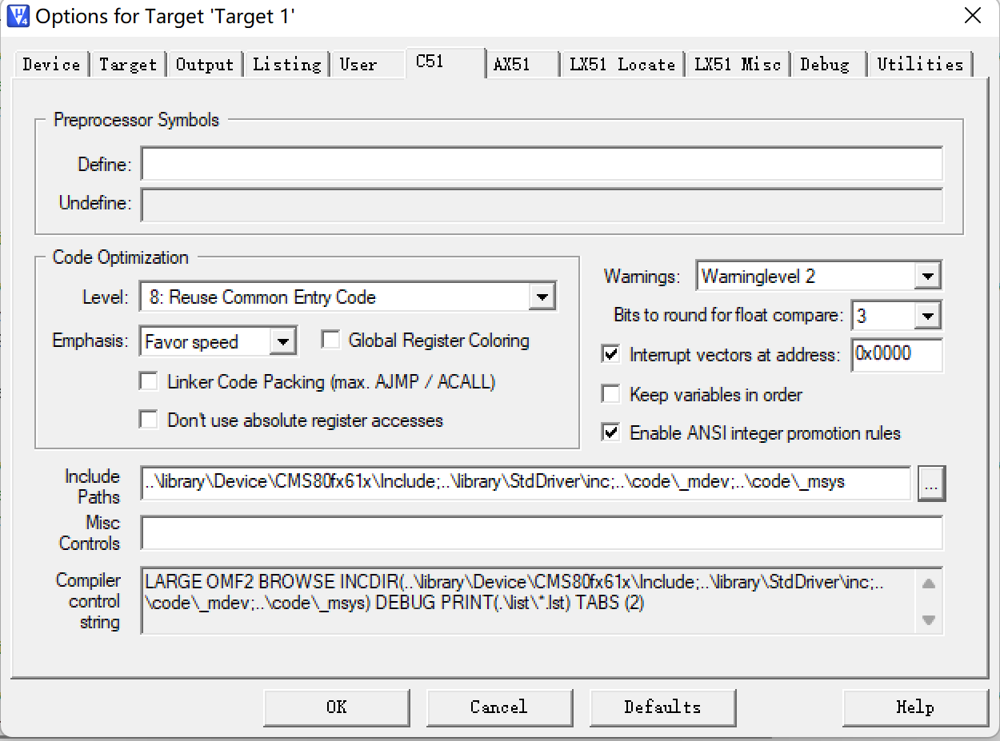 Options for Target 'Target 1'
Device Target Output Listing User C51 AX51 LX51 Locate LX51 Misc Debug Utilities
Preprocessor Symbols
Define:
Undefine:
Code Optimization
Level: 8: Reuse Common Entry Code
Emphasis: Favor speed Global Register Coloring
Linker Code Packing (max. AJMP / ACALL)
Don't use absolute register accesses
Warnings: Warninglevel 2
Bits to round for float compare: 3
Interrupt vectors at address: 0x0000
Keep variables in order
Enable ANSI integer promotion rules
Include
Paths
..\library\Device\CMS80fx61x\Include;..\library\StdDriver\inc;..\code\_mdev;..\code\_msys
...
Misc
Controls
Compiler
control
string
LARGE OMF2 BROWSE INCDIR(..\library\Device\CMS80fx61x\Include;..\library\StdDriver\inc;..
\code\_mdev;..\code\_msys) DEBUG PRINT(.\list\*.lst) TABS (2)
OK Cancel Defaults Help